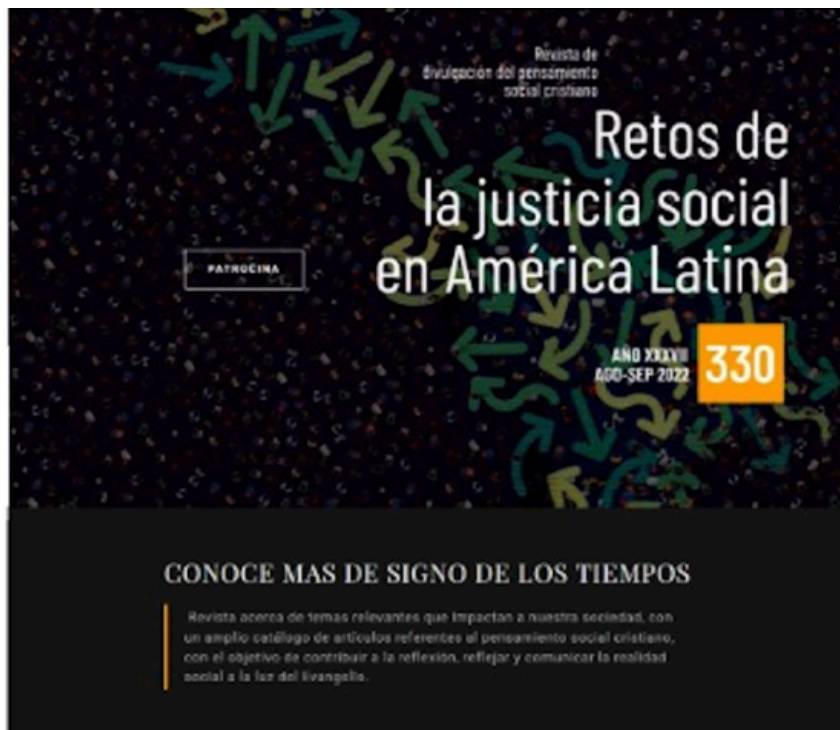 Revista de
divulgación del pensamiento
social cristiano
Retos de
la justicia social
en América Latina
PATROCINA
AÑO XXXVII
AGO-SEP 2022
330
CONOCE MAS DE SIGNO DE LOS TIEMPOS
Revista acerca de temas relevantes que impactan a nuestra sociedad, con
un amplio catálogo de artículos referentes al pensamiento social cristiano,
con el objetivo de contribuir a la reflexión, reflejar y comunicar la realidad
social a la luz del Evangelio.